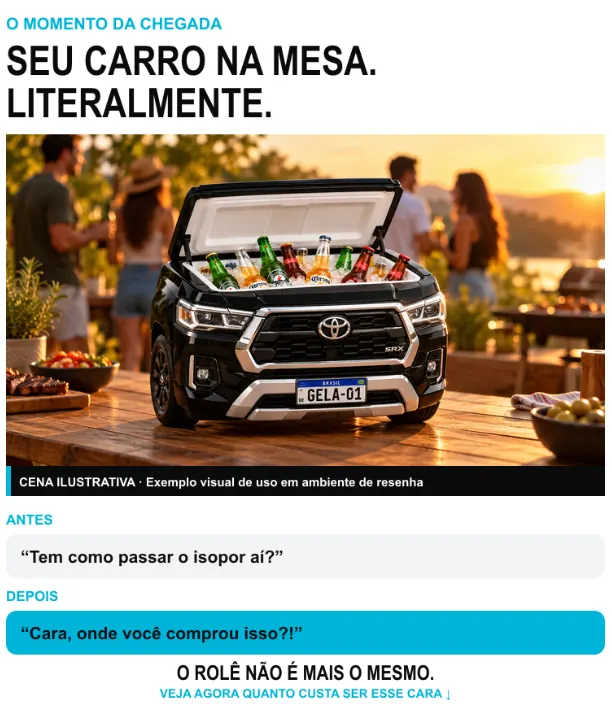 O MOMENTO DA CHEGADA
SEU CARRO NA MESA.
LITERALMENTE.
SRX
BRASIL
BR
GELA-01
CENA ILUSTRATIVA · Exemplo visual de uso em ambiente de resenha
ANTES
“Tem como passar o isopor aí?”
DEPOIS
“Cara, onde você comprou isso?!”
O ROLÊ NÃO É MAIS O MESMO.
VEJA AGORA QUANTO CUSTA SER ESSE CARA ↓